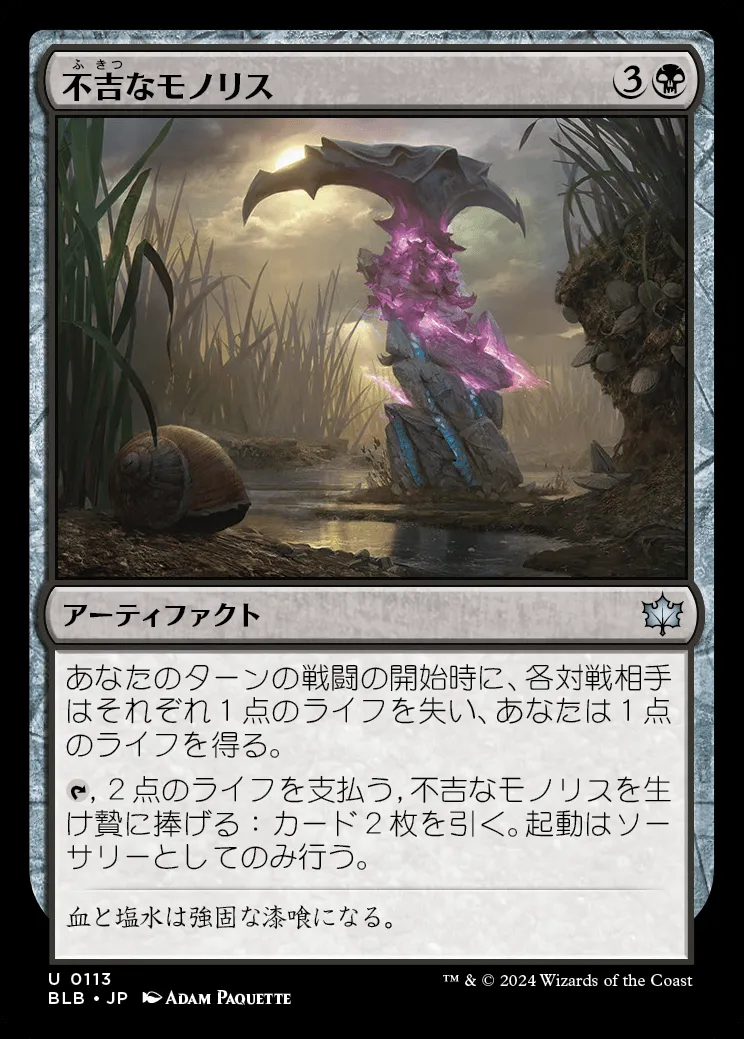 ふきつ
不吉なモノリス 3
アーティファクト
あなたのターンの戦闘の開始時に、各対戦相手
はそれぞれ1点のライフを失い、あなたは1点
のライフを得る。
, 2点のライフを支払う, 不吉なモノリスを生
け贄に捧げる：カード2枚を引く。起動はソー
サリーとしてのみ行う。
血と塩水は強固な漆喰になる。
U 0113
BLB • JP ADAM PAQUETTE
™ & © 2024 Wizards of the Coast